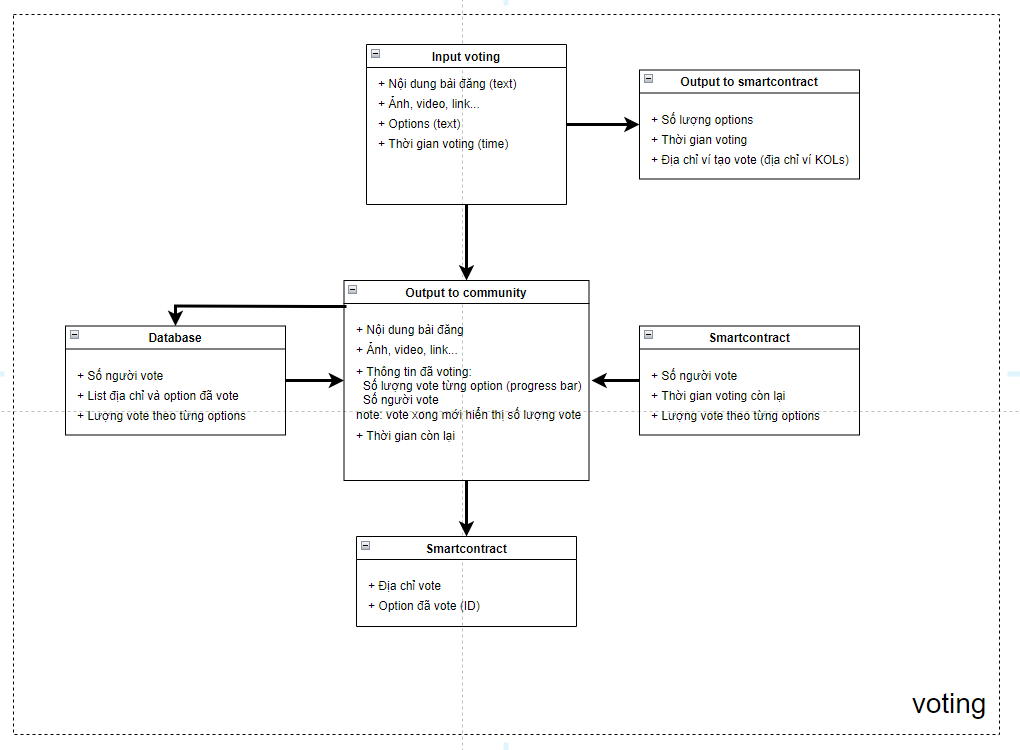 Input voting
+ Nội dung bài đăng (text)
+ Ảnh, video, link...
+ Options (text)
+ Thời gian voting (time)
Output to smartcontract
+ Số lượng options
+ Thời gian voting
+ Địa chỉ ví tạo vote (địa chỉ ví KOLs)
Output to community
+ Nội dung bài đăng
+ Ảnh, video, link...
+ Thông tin đã voting:
Số lượng vote từng option (progress bar)
Số người vote
note: vote xong mới hiển thị số lượng vote
+ Thời gian còn lại
Database
+ Số người vote
+ List địa chỉ và option đã vote
+ Lượng vote theo từng options
Smartcontract
+ Số người vote
+ Thời gian voting còn lại
+ Lượng vote theo từng options
Smartcontract
+ Địa chỉ vote
+ Option đã vote (ID)
voting